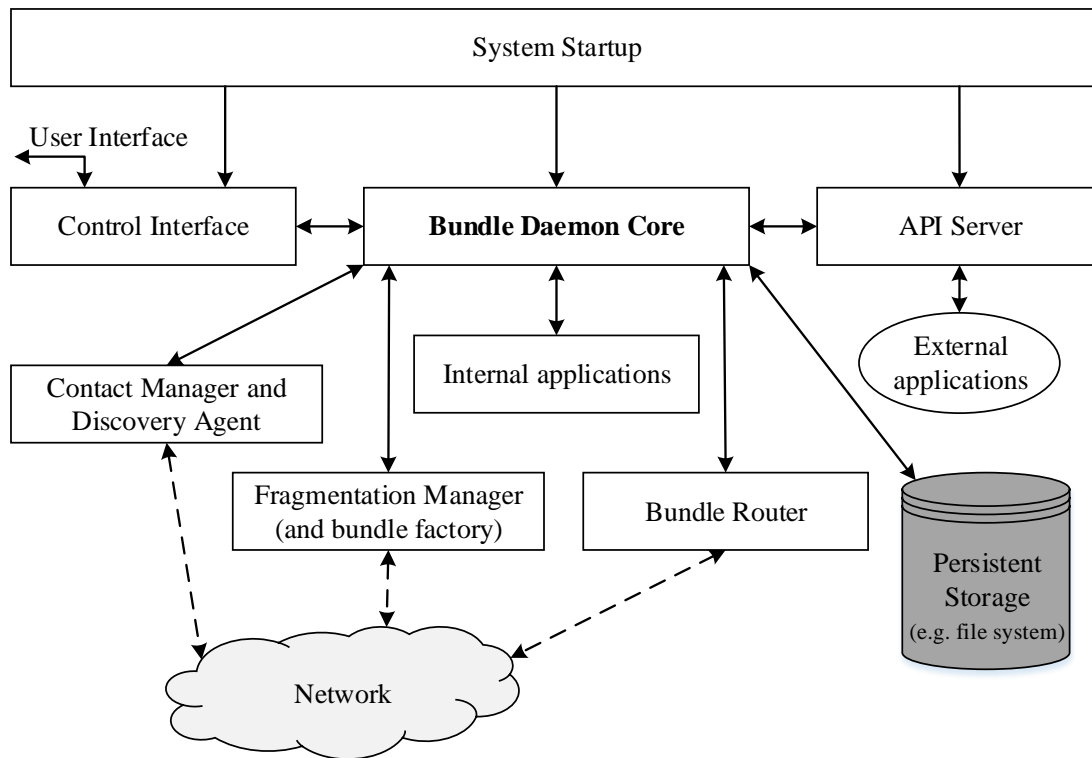 System Startup
User Interface
Control Interface
Bundle Daemon Core
API Server
Contact Manager and
Discovery Agent
Internal applications
External
applications
Fragmentation Manager
(and bundle factory)
Bundle Router
Persistent
Storage
(e.g. file system)
Network